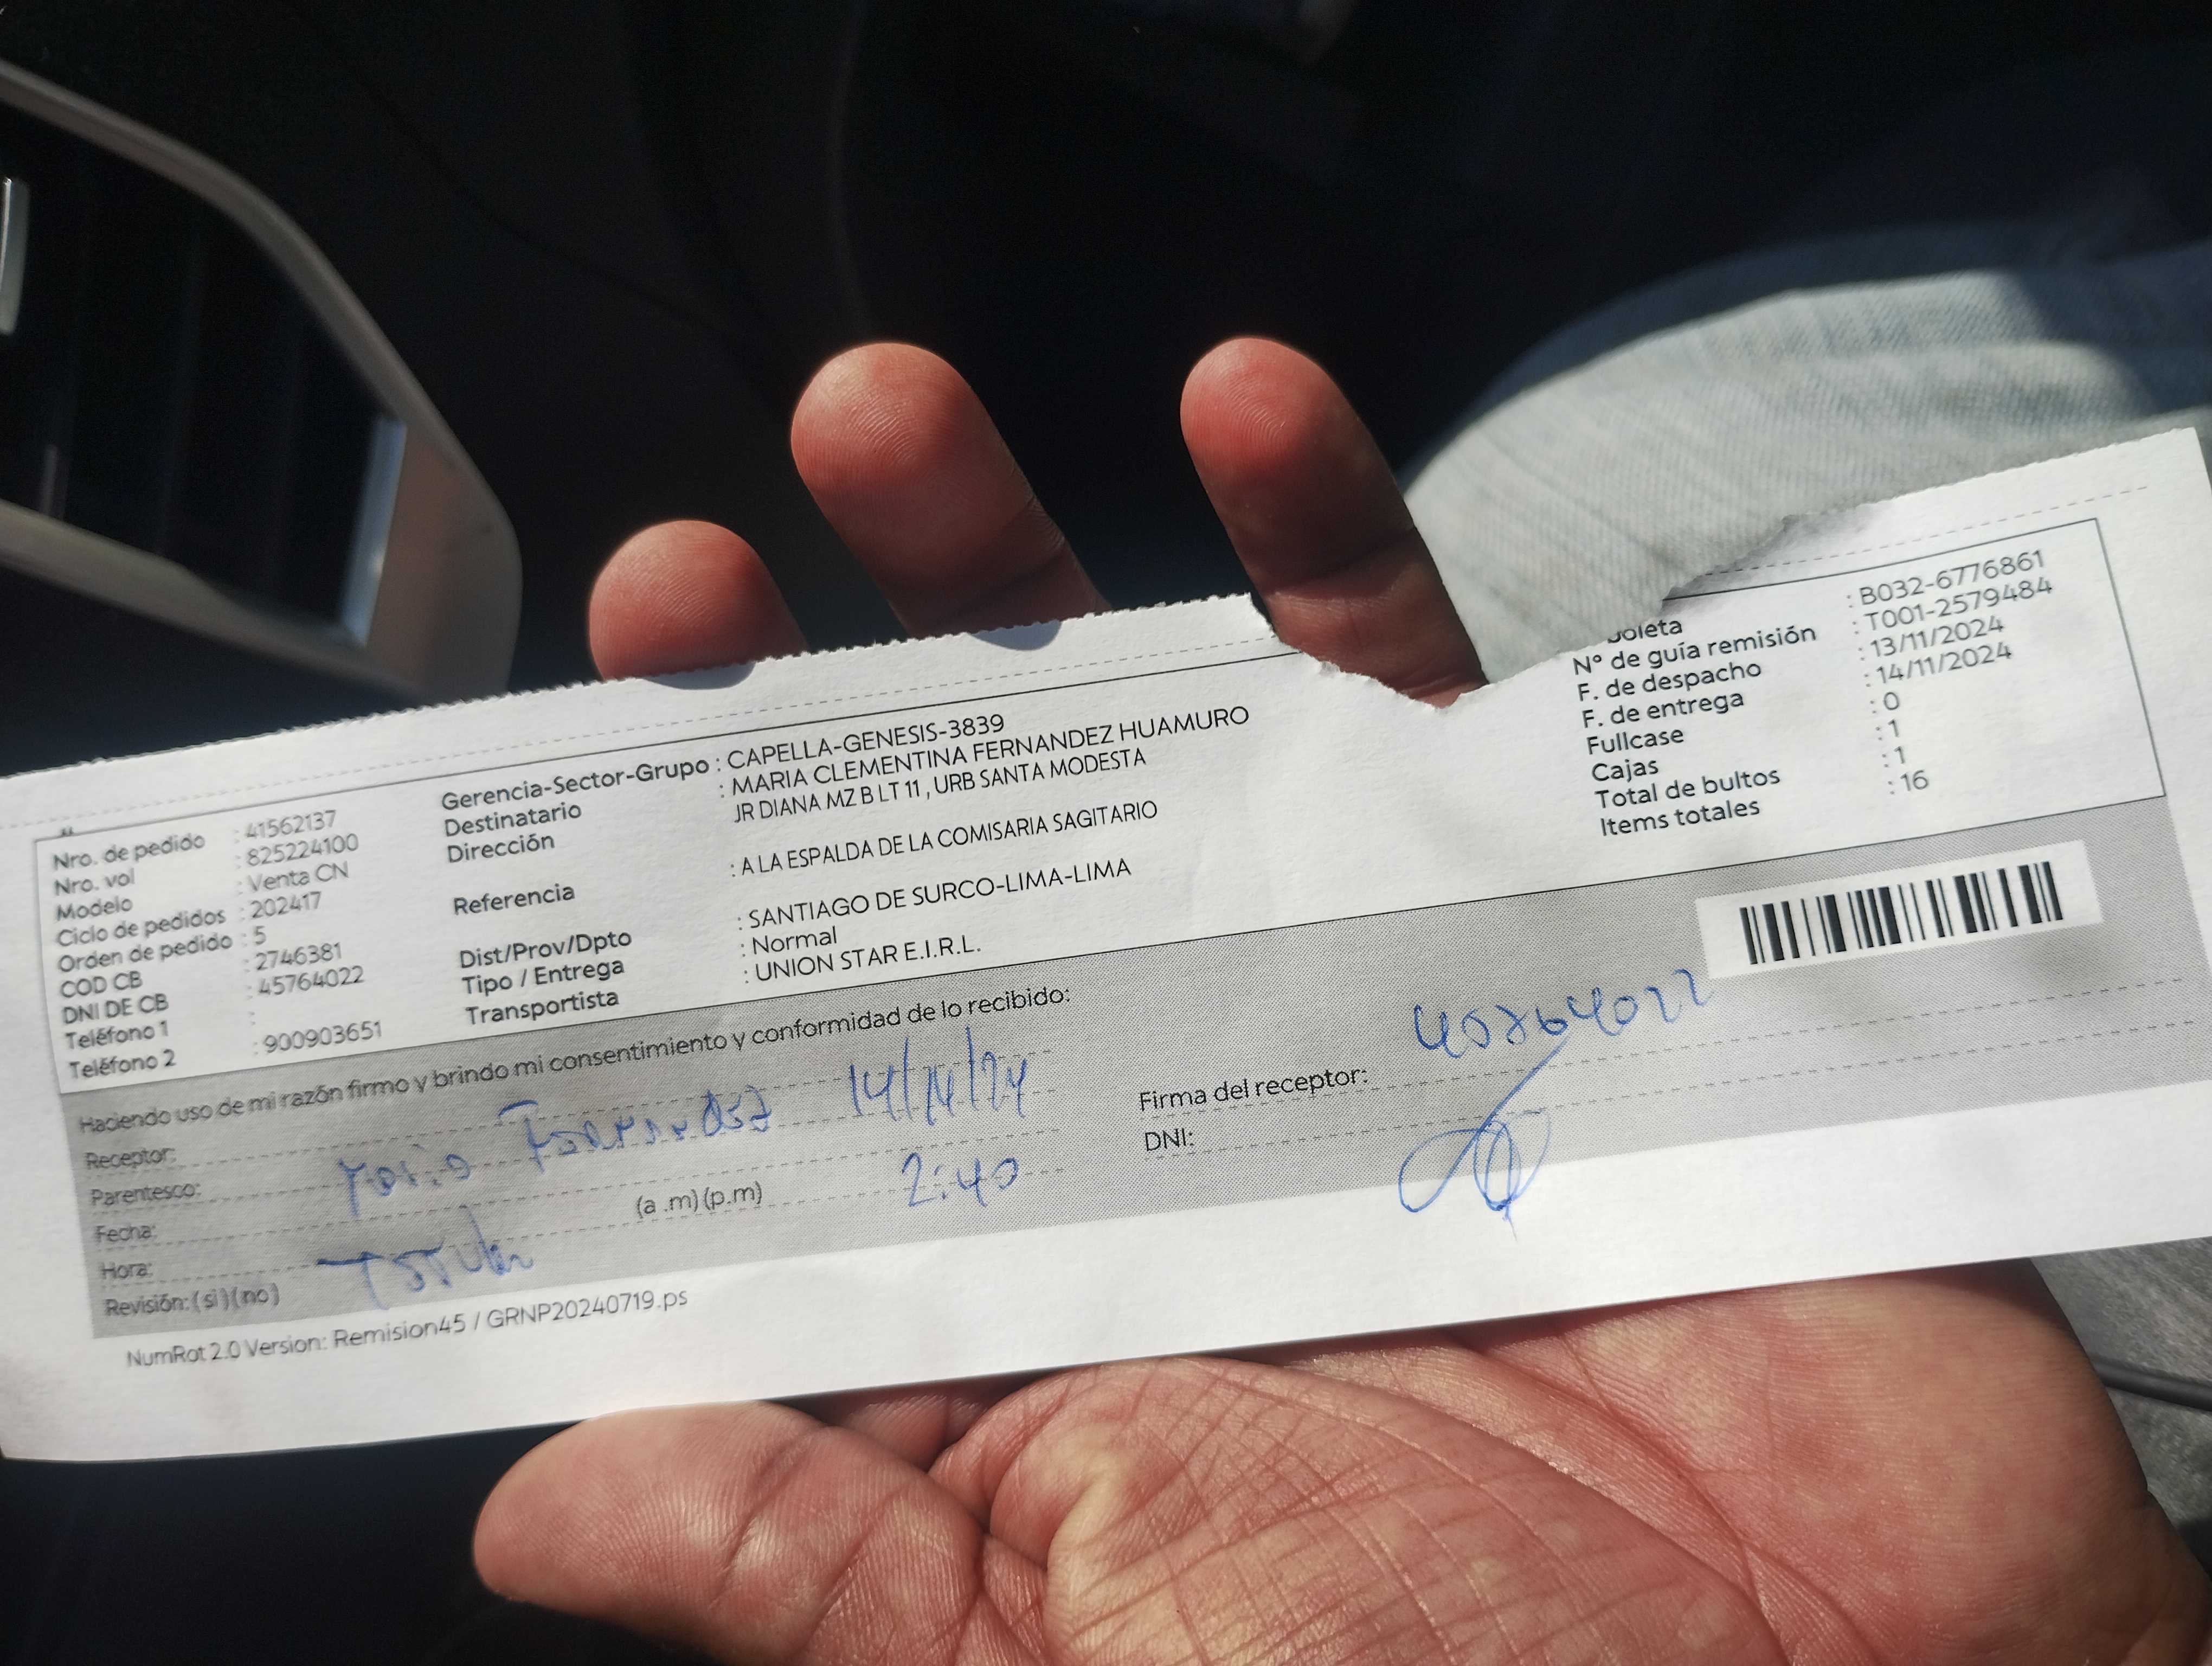 Nro. de pedido : 41562137
Nro. vol : 825224100
Modelo : Venta CN
Ciclo de pedidos : 202417
Orden de pedido : 5
COD CB : 2746381
DNI DE CB : 45764022
Teléfono 1 :
Teléfono 2 : 900903651
Gerencia-Sector-Grupo : CAPELLA-GENESIS-3839
Destinatario : MARIA CLEMENTINA FERNANDEZ HUAMURO
Dirección JR DIANA MZ B LT 11 , URB SANTA MODESTA
Referencia : A LA ESPALDA DE LA COMISARIA SAGITARIO
Dist/Prov/Dpto : SANTIAGO DE SURCO-LIMA-LIMA
Tipo / Entrega : Normal
Transportista : UNION STAR E.I.R.L.
boleta : B032-6776861
N° de guía remisión : T001-2579484
F. de despacho : 13/11/2024
F. de entrega : 14/11/2024
Fullcase : 0
Cajas : 1
Total de bultos : 1
Items totales : 16
Haciendo uso de mi razón firmo y brindo mi consentimiento y conformidad de lo recibido:
Receptor:
Parentesco:
Fecha:
Hora: (a .m) (p.m) 2:40
Revisión: ( si ) ( no )
Firma del receptor:
DNI:
NumRot 2.0 Version: Remision45 / GRNP20240719.ps